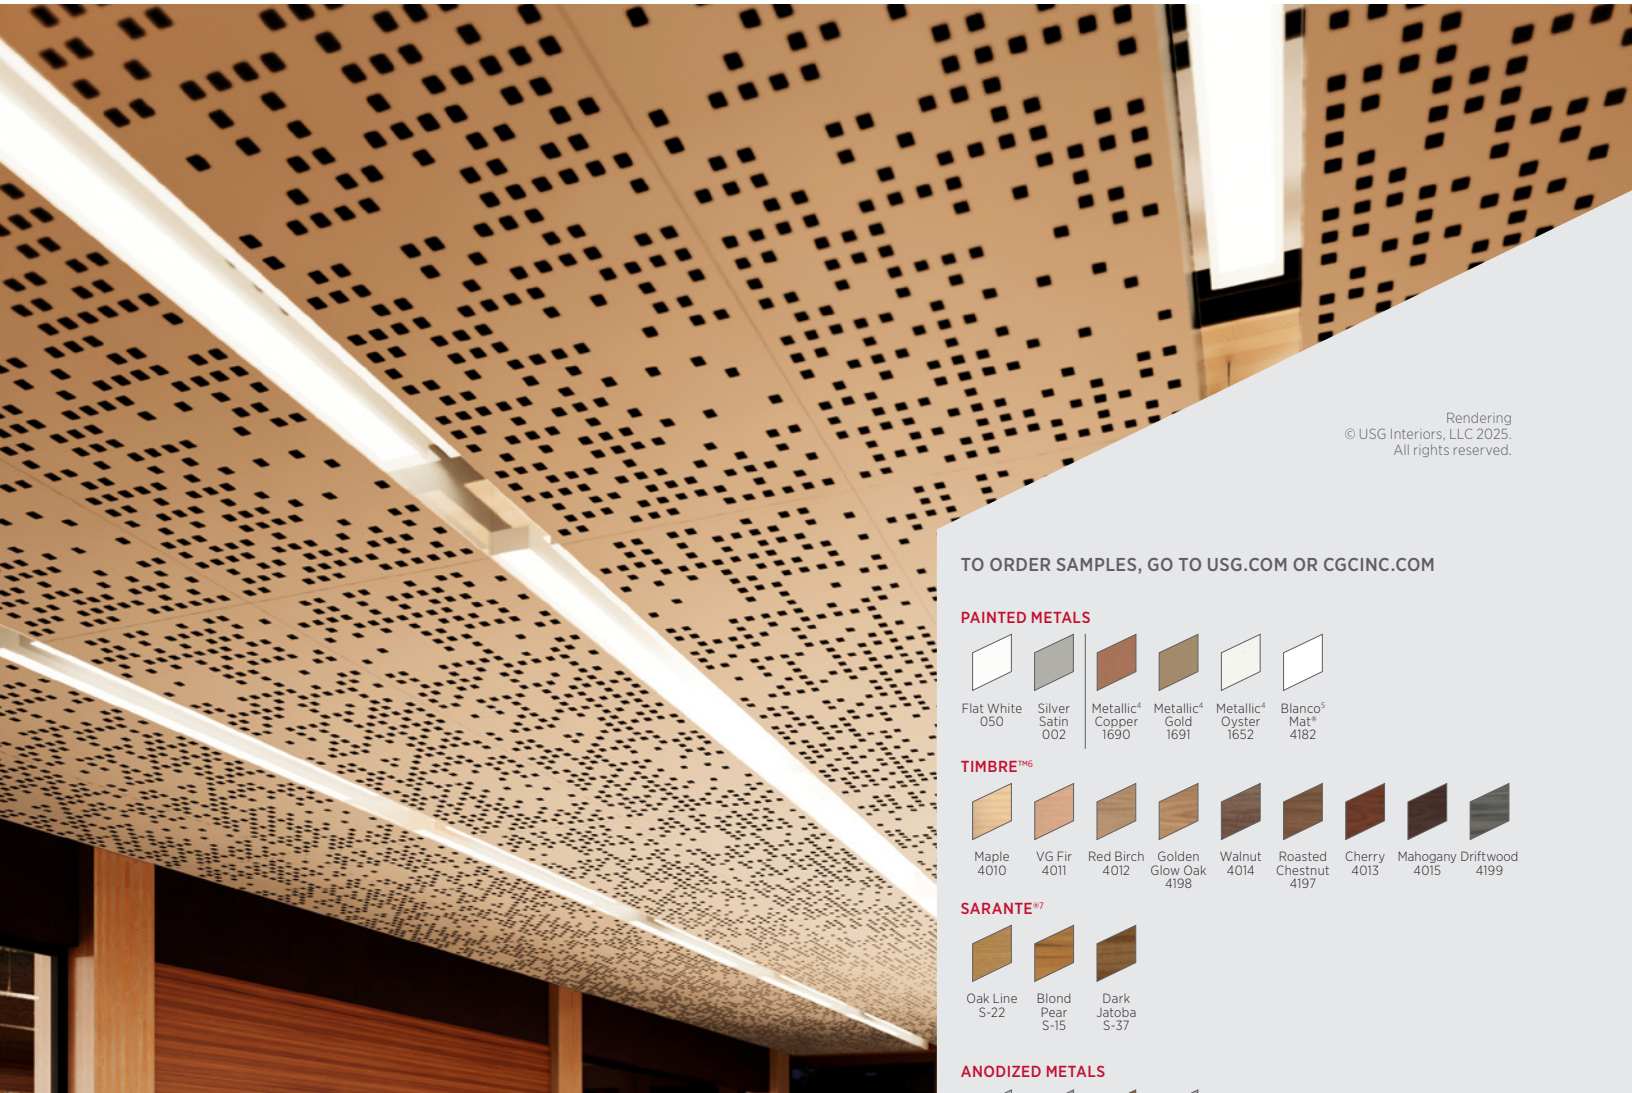 Rendering
© USG Interiors, LLC 2025.
All rights reserved.
TO ORDER SAMPLES, GO TO USG.COM OR CGCINC.COM
PAINTED METALS
Flat White
050
Silver
Satin
002
Metallic⁴
Copper
1690
Metallic⁴
Gold
1691
Metallic⁴
Oyster
1652
Blanco⁵
Mat®
4182
TIMBRE™⁶
Maple
4010
VG Fir
4011
Red Birch
4012
Golden
Glow Oak
4198
Walnut
4014
Roasted
Chestnut
4197
Cherry
4013
Mahogany
4015
Driftwood
4199
SARANTE®⁷
Oak Line
S-22
Blond
Pear
S-15
Dark
Jatoba
S-37
ANODIZED METALS